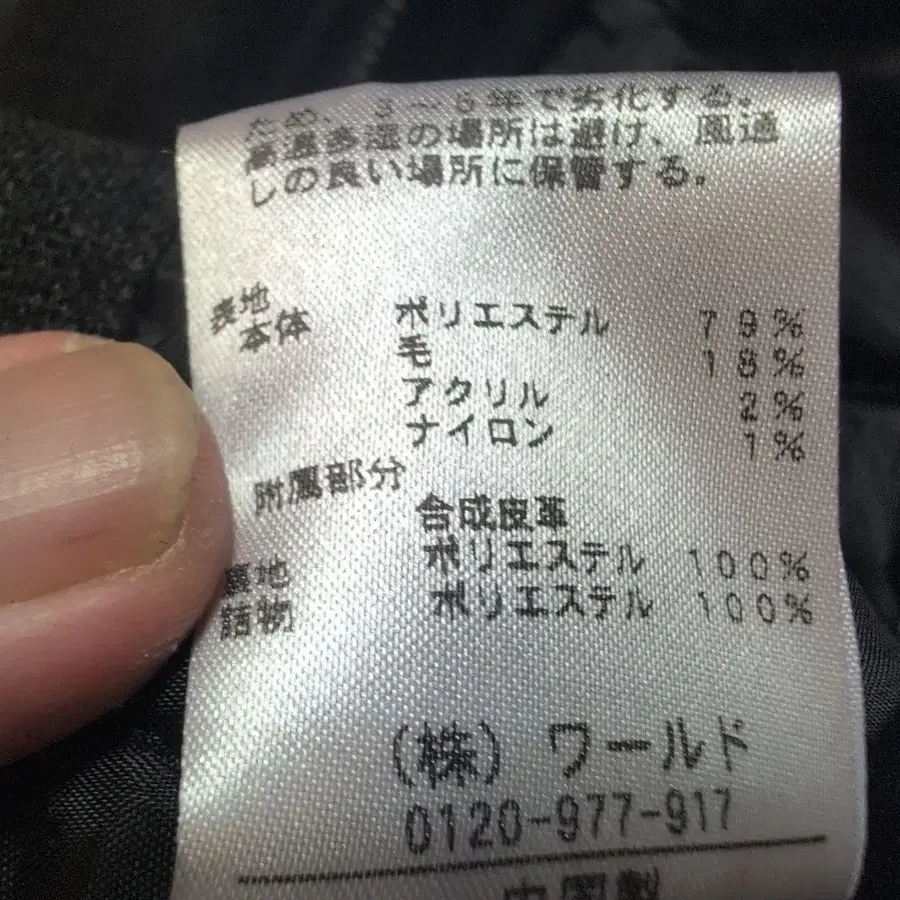 ため、3～5年で劣化する。
高温多湿の場所は避け、風通
しの良い場所に保管する。
表地
本体 ポリエステル 79%
毛 18%
アクリル 2%
ナイロン 1%
附属部分
合成皮革
裏地 ポリエステル 100%
詰物 ポリエステル 100%
(株) ワールド
0120-977-917
中国製